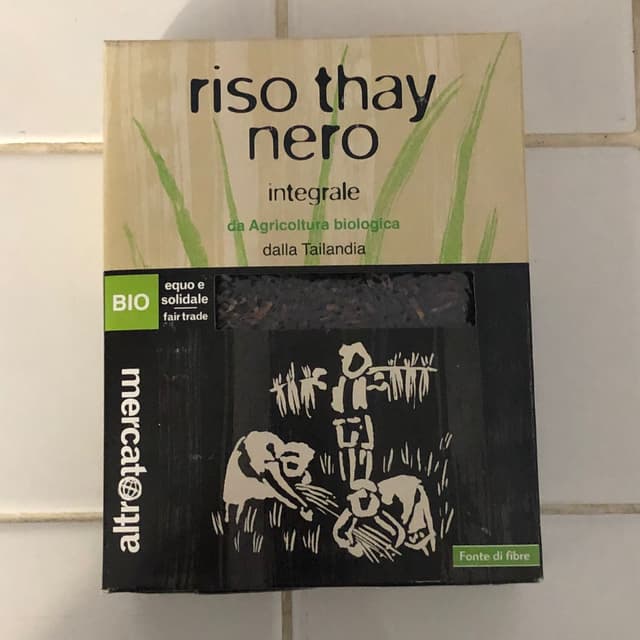 riso thay
nero
integrale
da Agricoltura biologica
dalla Tailandia
BIO
equo e
solidale
fair trade
altromercato
Fonte di fibre